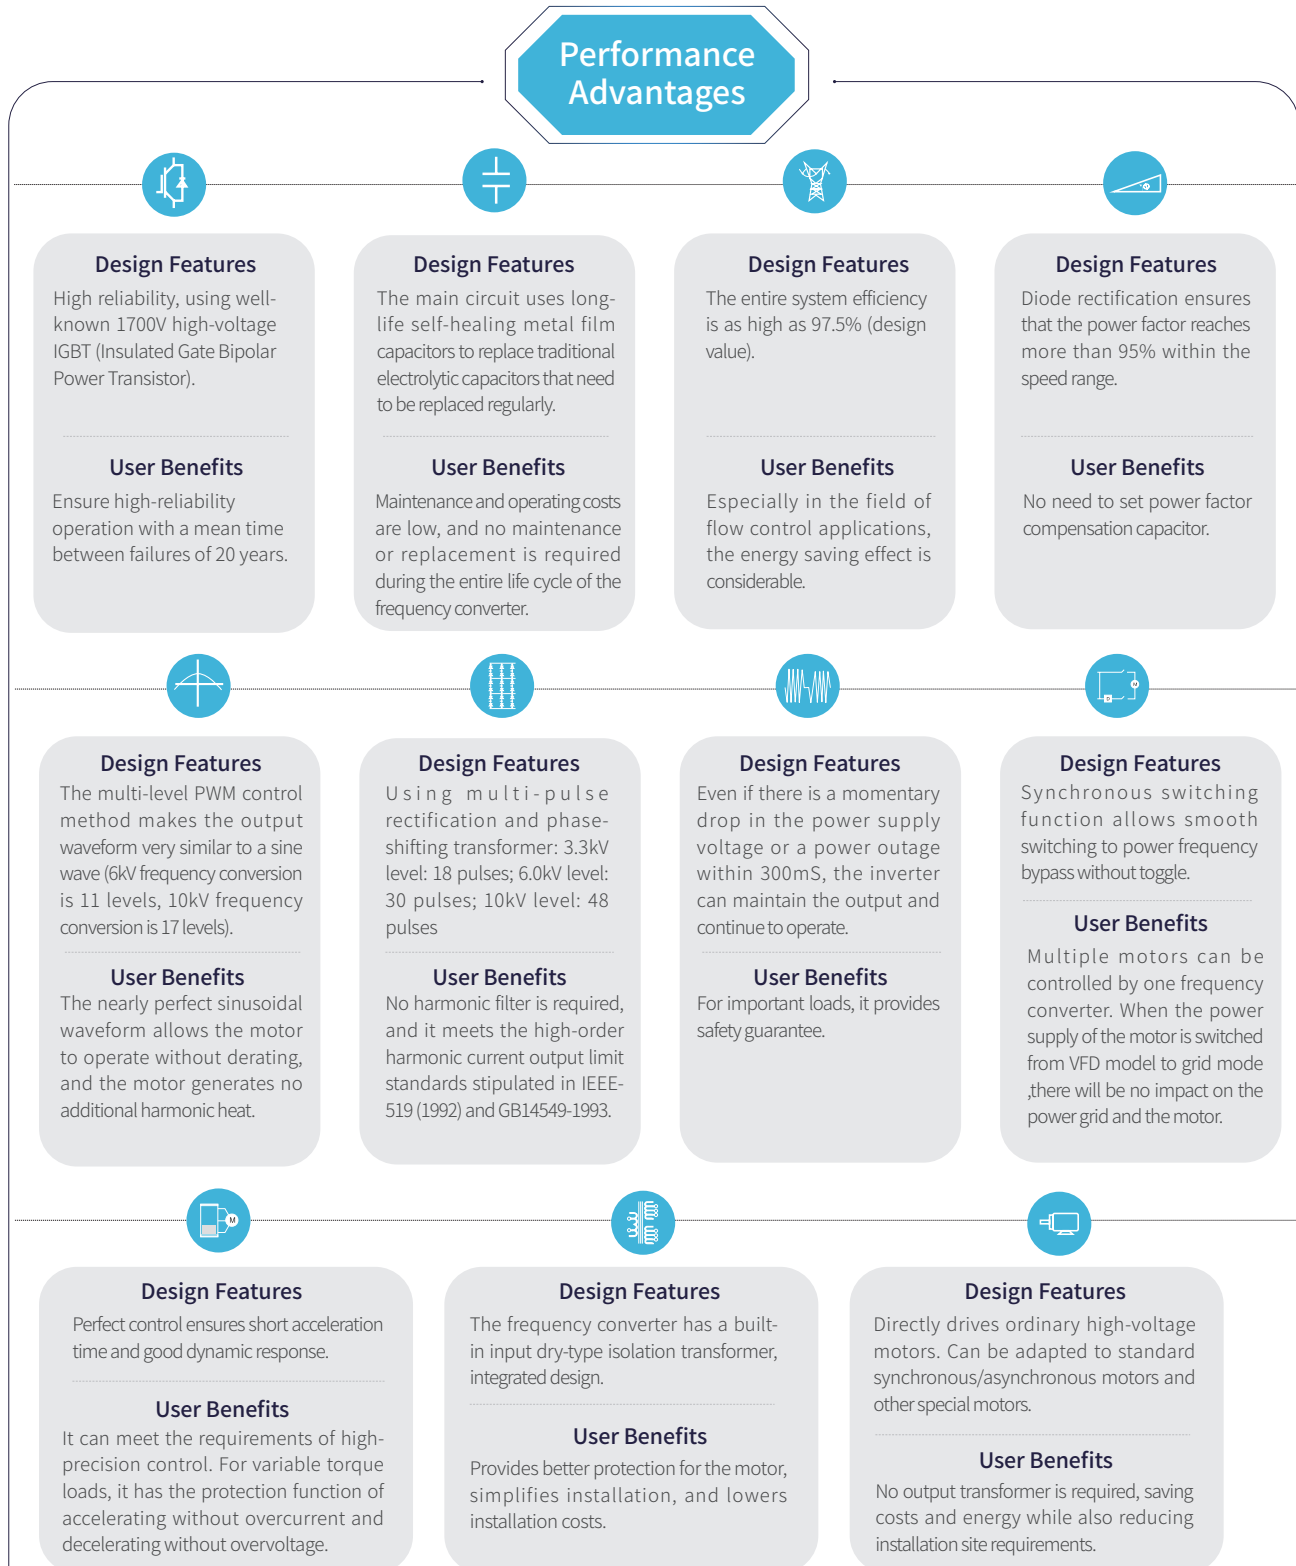 Performance
Advantages
Design Features
High reliability, using well-
known 1700V high-voltage
IGBT (Insulated Gate Bipolar
Power Transistor).
User Benefits
Ensure high-reliability
operation with a mean time
between failures of 20 years.
Design Features
The main circuit uses long-
life self-healing metal film
capacitors to replace traditional
electrolytic capacitors that need
to be replaced regularly.
User Benefits
Maintenance and operating costs
are low, and no maintenance
or replacement is required
during the entire life cycle of the
frequency converter.
Design Features
The entire system efficiency
is as high as 97.5% (design
value).
User Benefits
Especially in the field of
flow control applications,
the energy saving effect is
considerable.
Design Features
Diode rectification ensures
that the power factor reaches
more than 95% within the
speed range.
User Benefits
No need to set power factor
compensation capacitor.
Design Features
The multi-level PWM control
method makes the output
waveform very similar to a sine
wave (6kV frequency conversion
is 11 levels, 10kV frequency
conversion is 17 levels).
User Benefits
The nearly perfect sinusoidal
waveform allows the motor
to operate without derating,
and the motor generates no
additional harmonic heat.
Design Features
Using multi-pulse
rectification and phase-
shifting transformer: 3.3kV
level: 18 pulses; 6.0kV level:
30 pulses; 10kV level: 48
pulses
User Benefits
No harmonic filter is required,
and it meets the high-order
harmonic current output limit
standards stipulated in IEEE-
519 (1992) and GB14549-1993.
Design Features
Even if there is a momentary
drop in the power supply
voltage or a power outage
within 300mS, the inverter
can maintain the output and
continue to operate.
User Benefits
For important loads, it provides
safety guarantee.
M
Design Features
Synchronous switching
function allows smooth
switching to power frequency
bypass without toggle.
User Benefits
Multiple motors can be
controlled by one frequency
converter. When the power
supply of the motor is switched
from VFD model to grid mode
,there will be no impact on the
power grid and the motor.
M
Design Features
Perfect control ensures short acceleration
time and good dynamic response.
User Benefits
It can meet the requirements of high-
precision control. For variable torque
loads, it has the protection function of
accelerating without overcurrent and
decelerating without overvoltage.
Design Features
The frequency converter has a built-
in input dry-type isolation transformer,
integrated design.
User Benefits
Provides better protection for the motor,
simplifies installation, and lowers
installation costs.
Design Features
Directly drives ordinary high-voltage
motors. Can be adapted to standard
synchronous/asynchronous motors and
other special motors.
User Benefits
No output transformer is required, saving
costs and energy while also reducing
installation site requirements.